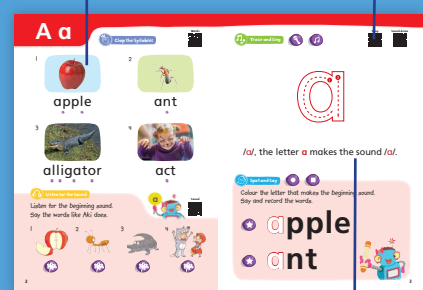 A a
Clap the Syllables
1
2
apple
ant
3
4
alligator
act
Listen for the Sound
a
Listen for the beginning sound.
Say the words like Aki does.
1
2
3
4
2
Trace and Say
a
/a/, the letter a makes the sound /a/.
Spot and Say
Colour the letter that makes the beginning sound.
Say and record the words.
apple
ant
3